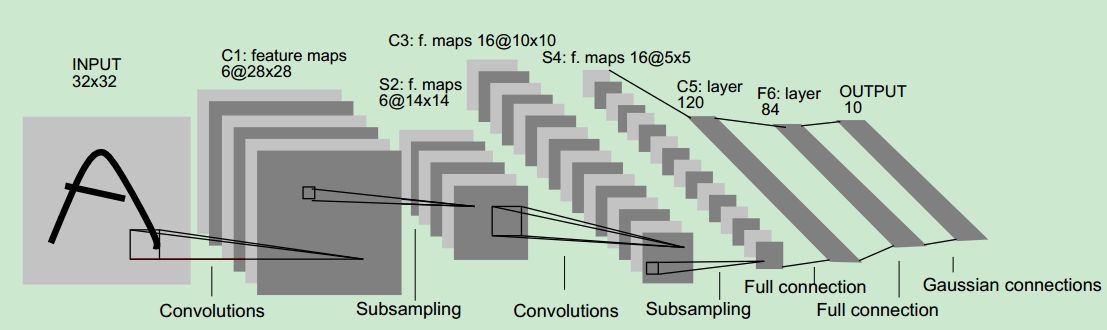 INPUT
32x32
C1: feature maps
6@28x28
S2: f. maps
6@14x14
C3: f. maps 16@10x10
S4: f. maps 16@5x5
C5: layer
120
F6: layer
84
OUTPUT
10
Convolutions
Subsampling
Convolutions
Subsampling
Full connection
Full connection
Gaussian connections